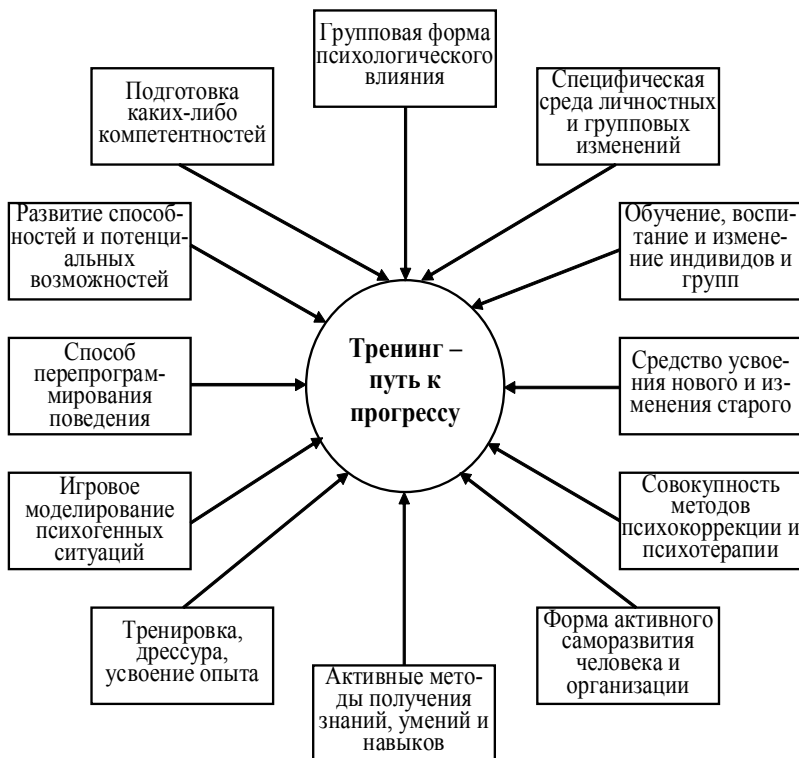 Групповая форма
психологического
влияния
Подготовка
каких-либо
компетентностей
Специфическая
среда личностных
и групповых
изменений
Развитие способ-
ностей и потенци-
альных
возможностей
Обучение, воспи-
тание и измене-
ние индивидов и
групп
Тренинг –
путь к
прогрессу
Способ
перепрограм-
мирования
поведения
Средство усвое-
ния нового и из-
менения старого
Игровое
моделирование
психогенных
ситуаций
Совокупность
методов
психокоррекции и
психотерапии
Тренировка,
дрессура,
усвоение опыта
Форма активного
саморазвития
человека и
организации
Активные мето-
ды получения
знаний, умений и
навыков